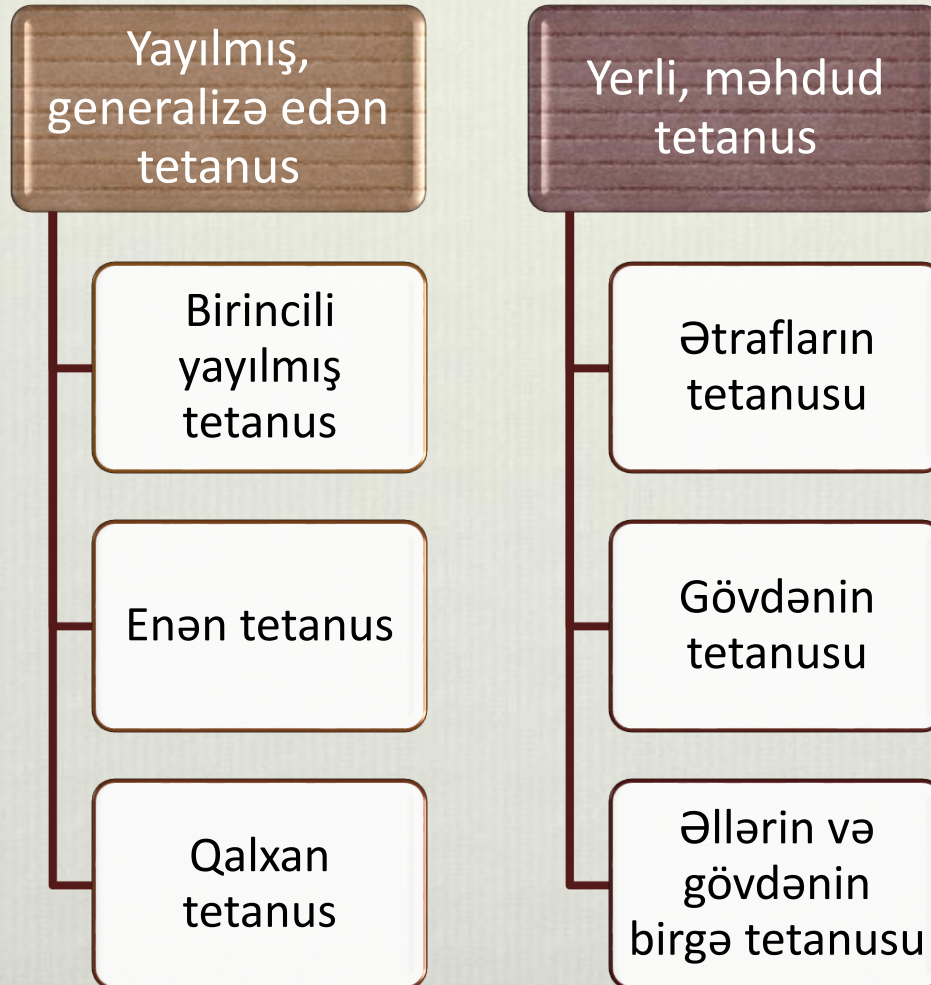 Yayılmış,
generalizə edən
tetanus
Birincili
yayılmış
tetanus
Enən tetanus
Qalxan
tetanus
Yerli, məhdud
tetanus
Ətrafların
tetanusu
Gövdənin
tetanusu
Əllərin və
gövdənin
birgə tetanusu